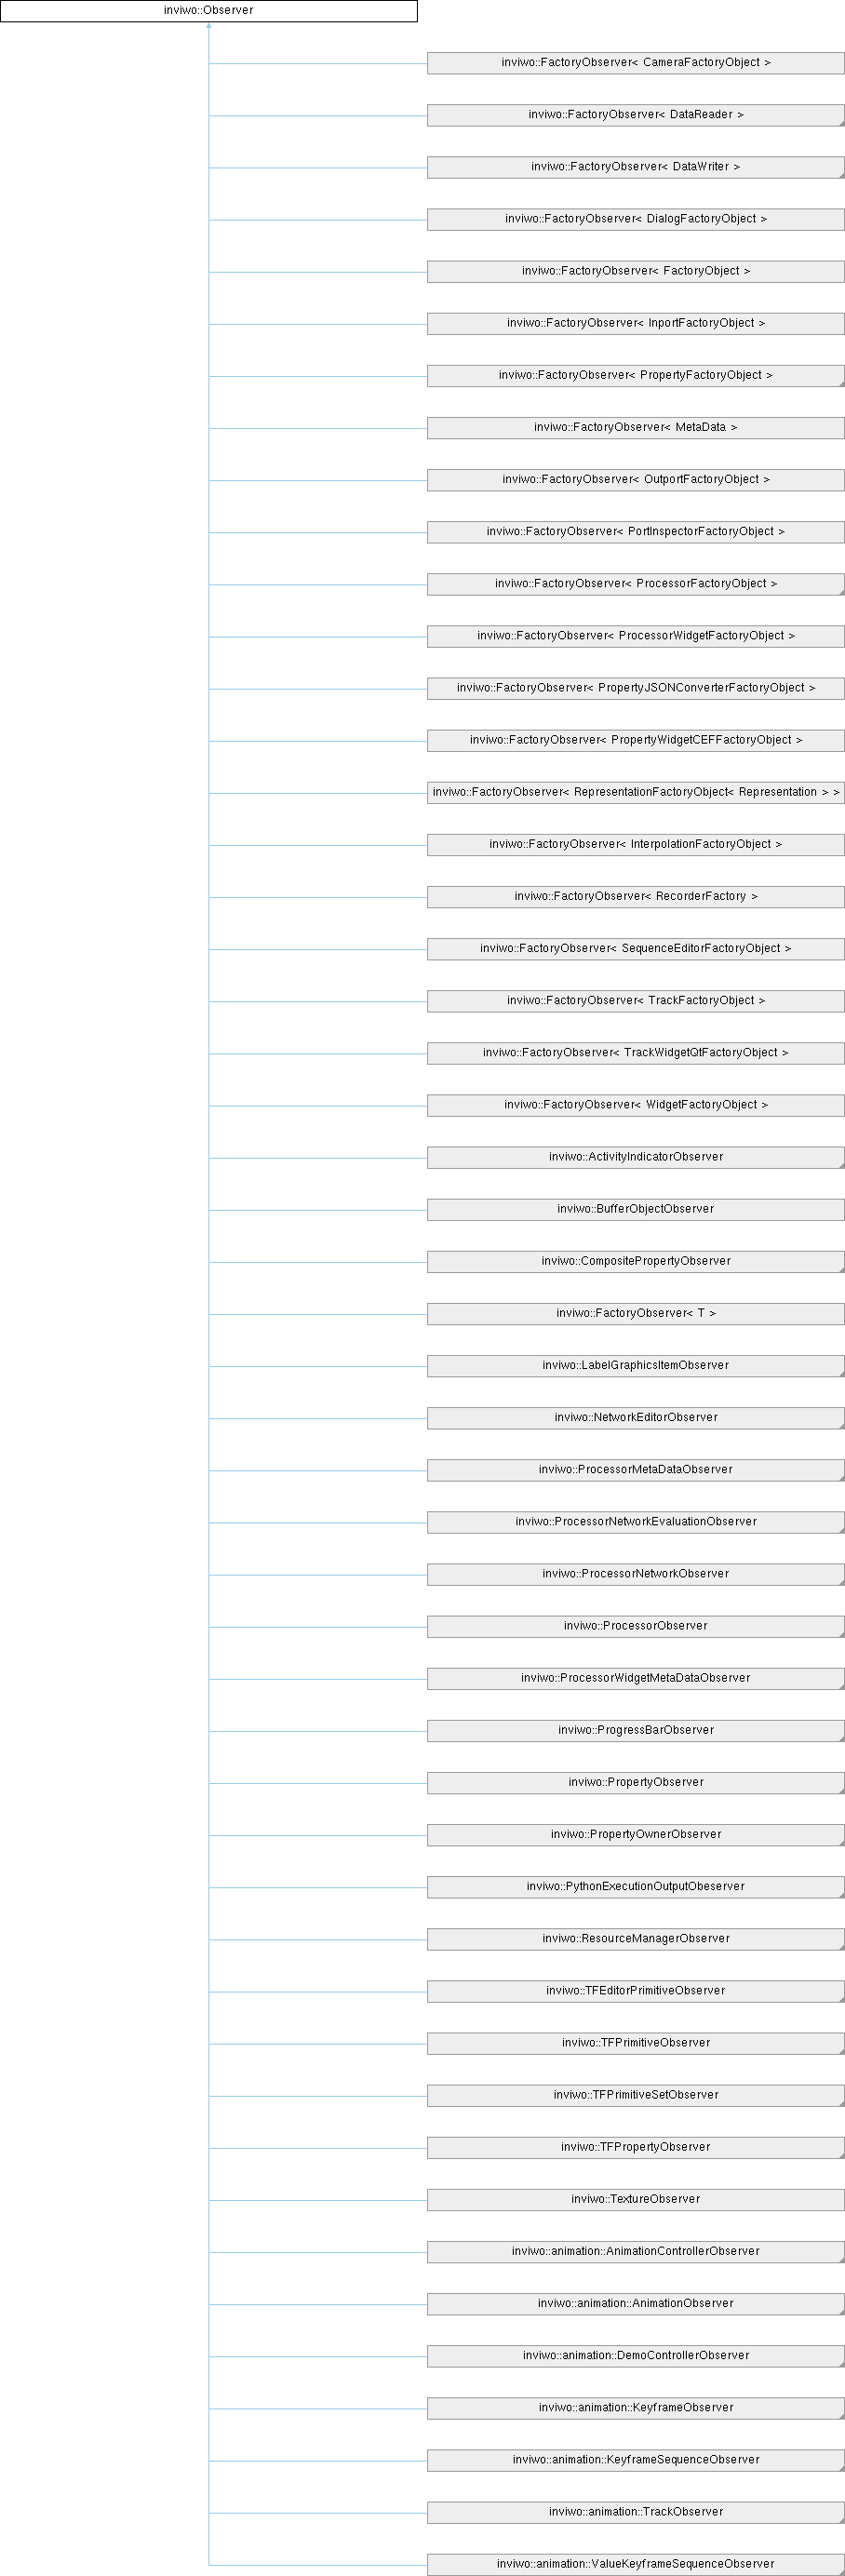 inviwo::Observer
inviwo::FactoryObserver< CameraFactoryObject >
inviwo::FactoryObserver< DataReader >
inviwo::FactoryObserver< DataWriter >
inviwo::FactoryObserver< DialogFactoryObject >
inviwo::FactoryObserver< FactoryObject >
inviwo::FactoryObserver< InportFactoryObject >
inviwo::FactoryObserver< PropertyFactoryObject >
inviwo::FactoryObserver< MetaData >
inviwo::FactoryObserver< OutportFactoryObject >
inviwo::FactoryObserver< PortInspectorFactoryObject >
inviwo::FactoryObserver< ProcessorFactoryObject >
inviwo::FactoryObserver< ProcessorWidgetFactoryObject >
inviwo::FactoryObserver< PropertyJSONConverterFactoryObject >
inviwo::FactoryObserver< PropertyWidgetCEFFactoryObject >
inviwo::FactoryObserver< RepresentationFactoryObject< Representation > >
inviwo::FactoryObserver< InterpolationFactoryObject >
inviwo::FactoryObserver< RecorderFactory >
inviwo::FactoryObserver< SequenceEditorFactoryObject >
inviwo::FactoryObserver< TrackFactoryObject >
inviwo::FactoryObserver< TrackWidgetQtFactoryObject >
inviwo::FactoryObserver< WidgetFactoryObject >
inviwo::ActivityIndicatorObserver
inviwo::BufferObjectObserver
inviwo::CompositePropertyObserver
inviwo::FactoryObserver< T >
inviwo::LabelGraphicsItemObserver
inviwo::NetworkEditorObserver
inviwo::ProcessorMetaDataObserver
inviwo::ProcessorNetworkEvaluationObserver
inviwo::ProcessorNetworkObserver
inviwo::ProcessorObserver
inviwo::ProcessorWidgetMetaDataObserver
inviwo::ProgressBarObserver
inviwo::PropertyObserver
inviwo::PropertyOwnerObserver
inviwo::PythonExecutionOutputObeserver
inviwo::ResourceManagerObserver
inviwo::TFEditorPrimitiveObserver
inviwo::TFPrimitiveObserver
inviwo::TFPrimitiveSetObserver
inviwo::TFPropertyObserver
inviwo::TextureObserver
inviwo::animation::AnimationControllerObserver
inviwo::animation::AnimationObserver
inviwo::animation::DemoControllerObserver
inviwo::animation::KeyframeObserver
inviwo::animation::KeyframeSequenceObserver
inviwo::animation::TrackObserver
inviwo::animation::ValueKeyframeSequenceObserver